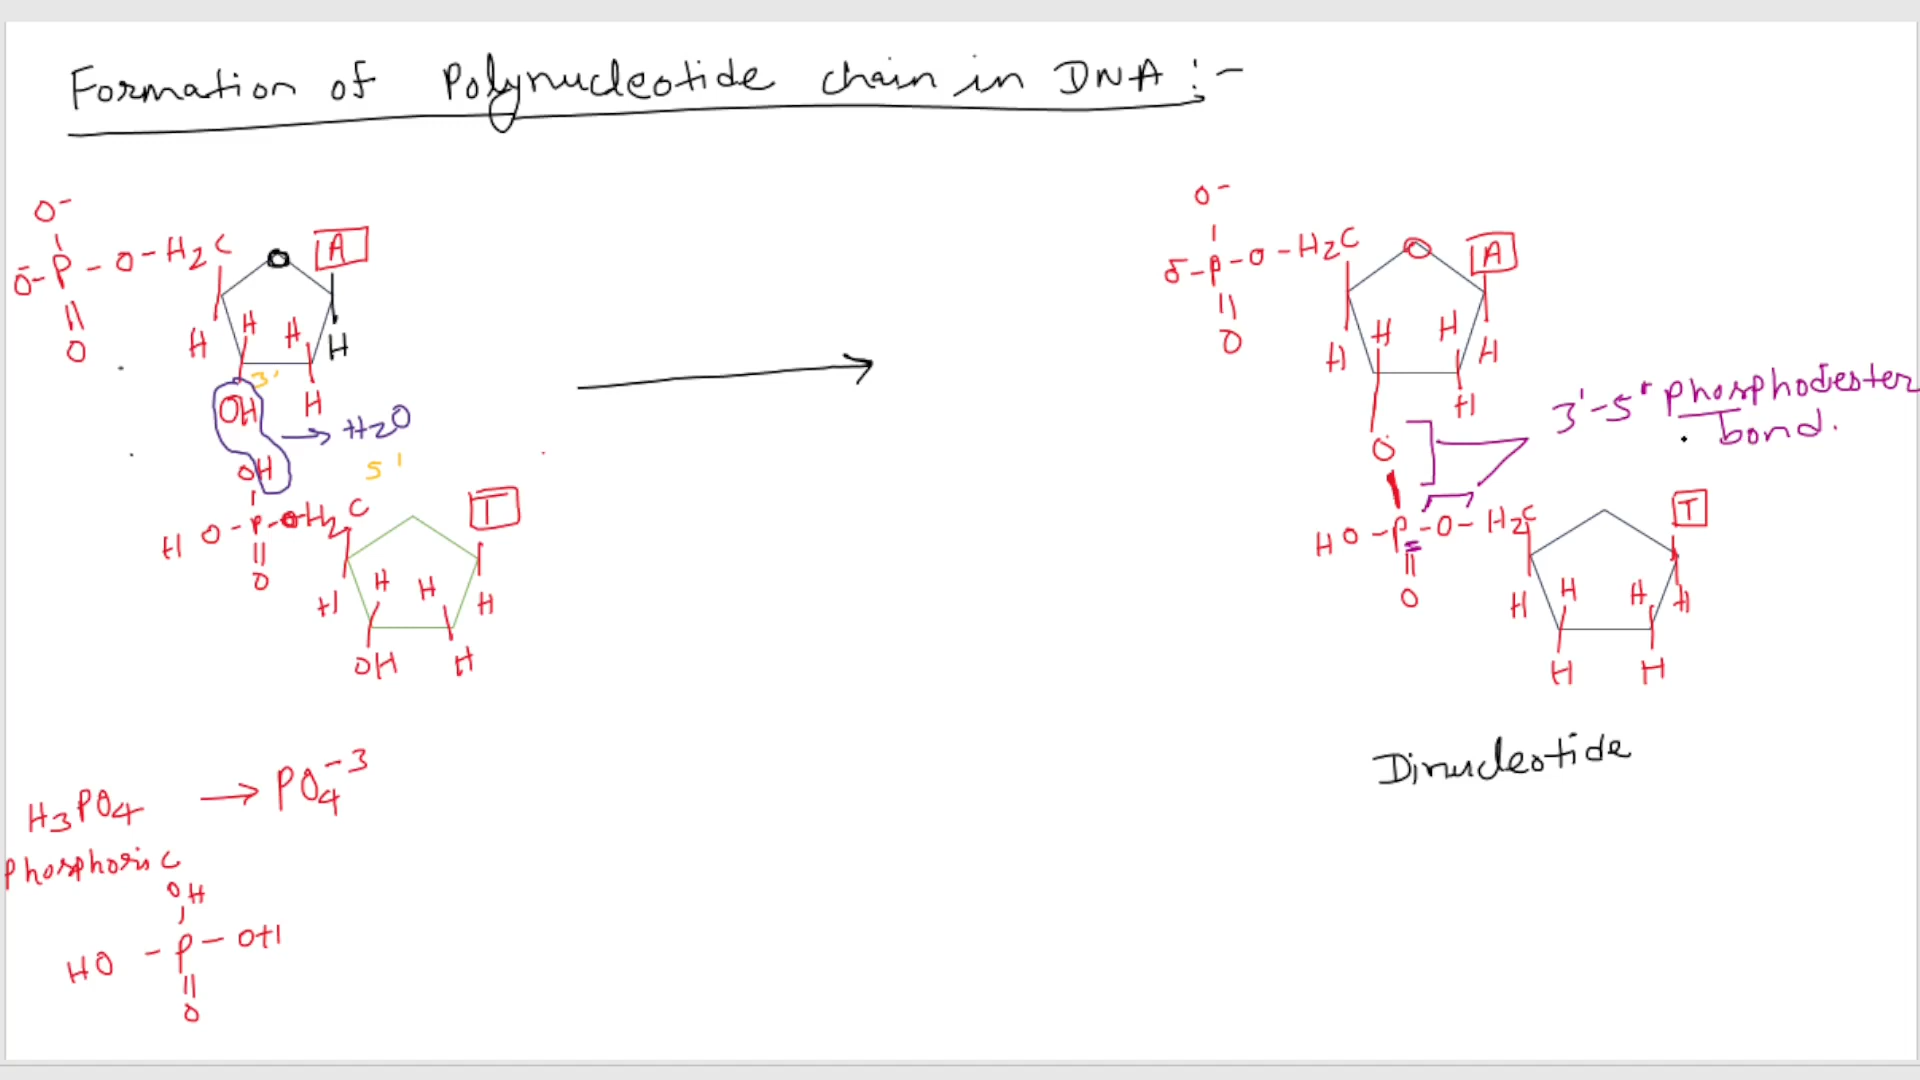 Formation of Polynucleotide chain in DNA :-
O-
O- - P - O - H2C
O
A
O
H H H H
3'
OH H
→ H2O
OH
5'
HO - P - OH2C
O
T
H H H H
OH H
H3PO4 → PO4-3
Phosphoric
OH
HO - P - OH
O
O-
O- - P - O - H2C
O
A
O
H H H H
H
3'-5' Phosphodiester
bond.
O
HO - P - O - H2C
O
T
H H H H
H H
Dinucleotide